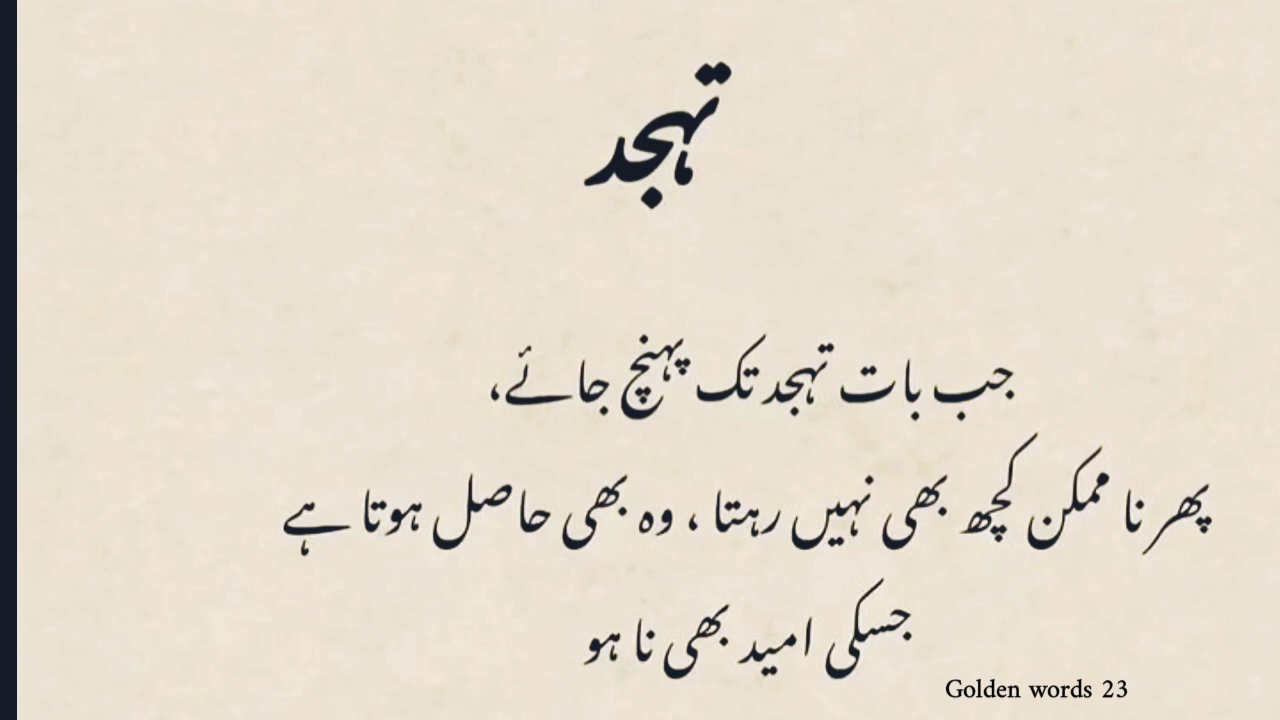 تہجد
جب بات تہجد تک پہنچ جائے،
پھر نا ممکن کچھ بھی نہیں رہتا ، وہ بھی حاصل ہوتا ہے
جسکی امید بھی نا ہو
Golden words 23